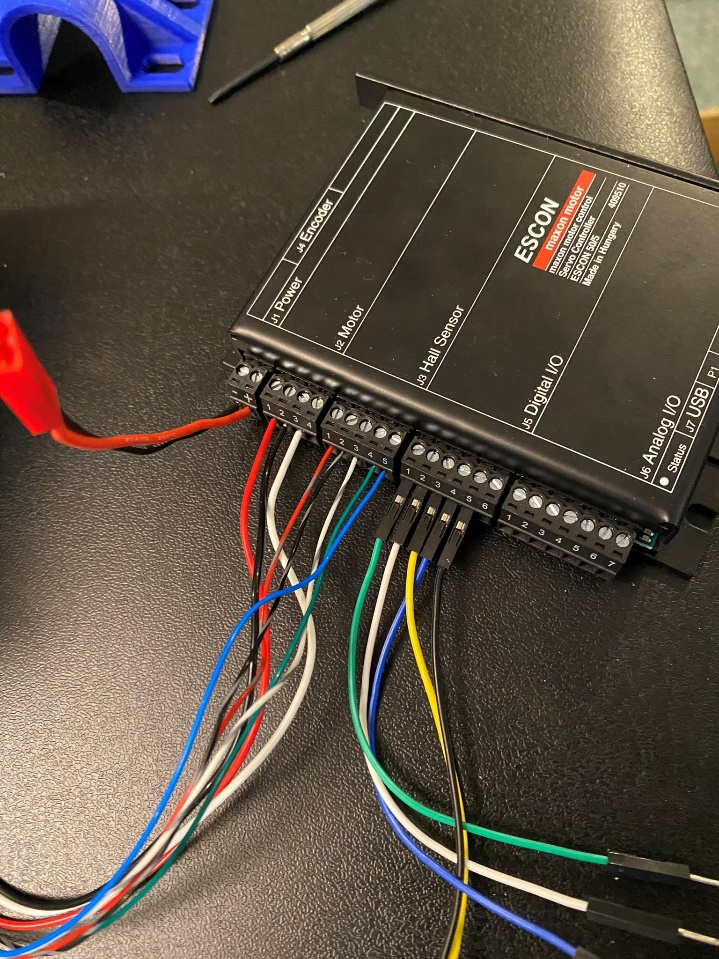 J4 Encoder
J1 Power
J2 Motor
J3 Hall Sensor
J5 Digital I/O
J6 Analog I/O
Status
J7 USB
P1
ESCON
maxon motor
maxon motor control
Servo Controller
ESCON 50/5
Made in Hungary
409510
+
1 2 3 4
1 2 3 4 5
1 2 3 4 5 6
1 2 3 4 5 6 7